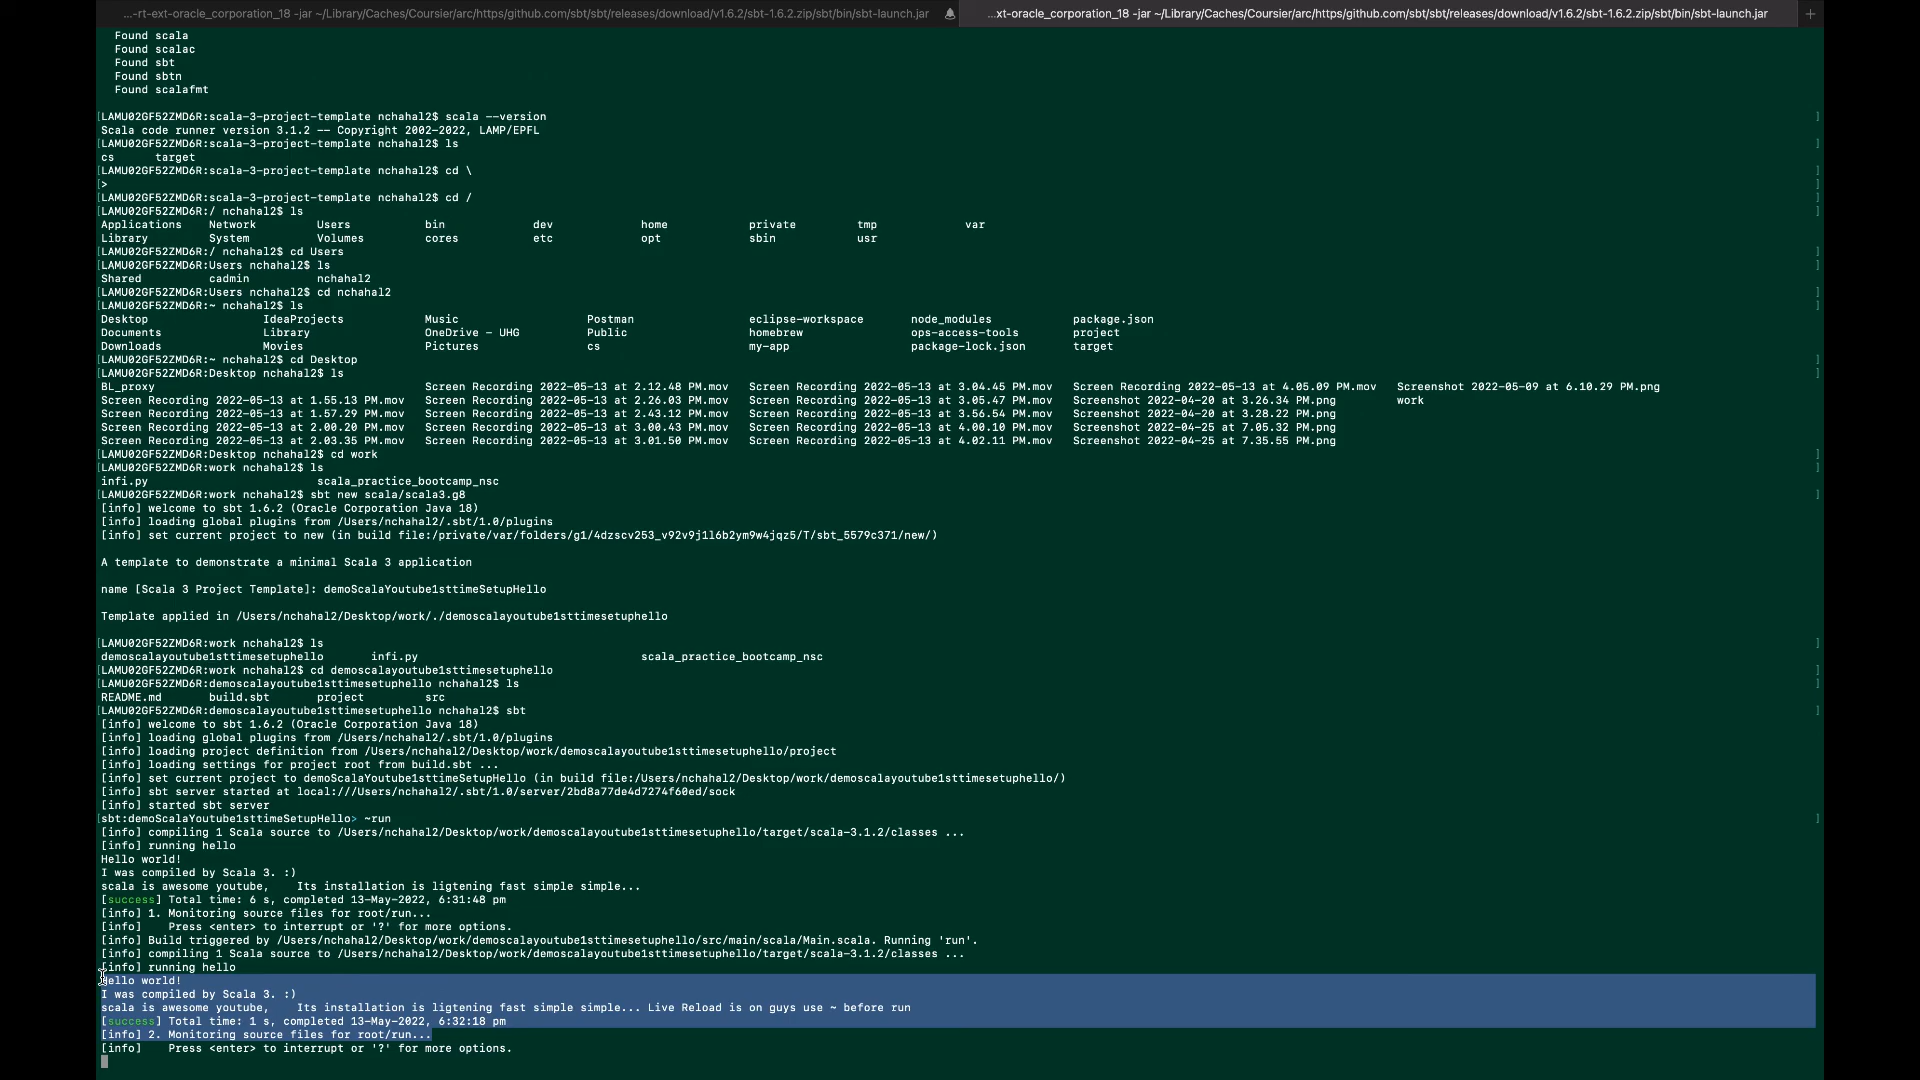 ...-rt-ext-oracle_corporation_18 -jar ~/Library/Caches/Coursier/arc/https/github.com/sbt/sbt/releases/download/v1.6.2/sbt-1.6.2.zip/sbt/bin/sbt-launch.jar ...xt-oracle_corporation_18 -jar ~/Library/Caches/Coursier/arc/https/github.com/sbt/sbt/releases/download/v1.6.2/sbt-1.6.2.zip/sbt/bin/sbt-launch.jar +
Found scala
Found scalac
Found sbt
Found sbtn
Found scalafmt
[LAMU02GF52ZMD6R:scala-3-project-template nchahal2$ scala --version ]
Scala code runner version 3.1.2 -- Copyright 2002-2022, LAMP/EPFL
[LAMU02GF52ZMD6R:scala-3-project-template nchahal2$ ls ]
cs target
[LAMU02GF52ZMD6R:scala-3-project-template nchahal2$ cd \ ]
[> ]
[LAMU02GF52ZMD6R:scala-3-project-template nchahal2$ cd / ]
[LAMU02GF52ZMD6R:/ nchahal2$ ls ]
Applications Network Users bin dev home private tmp var
Library System Volumes cores etc opt sbin usr
[LAMU02GF52ZMD6R:/ nchahal2$ cd Users ]
[LAMU02GF52ZMD6R:Users nchahal2$ ls ]
Shared cadmin nchahal2
[LAMU02GF52ZMD6R:Users nchahal2$ cd nchahal2 ]
[LAMU02GF52ZMD6R:~ nchahal2$ ls ]
Desktop IdeaProjects Music Postman eclipse-workspace node_modules package.json
Documents Library OneDrive - UHG Public homebrew ops-access-tools project
Downloads Movies Pictures cs my-app package-lock.json target
[LAMU02GF52ZMD6R:~ nchahal2$ cd Desktop ]
[LAMU02GF52ZMD6R:Desktop nchahal2$ ls ]
BL_proxy Screen Recording 2022-05-13 at 2.12.48 PM.mov Screen Recording 2022-05-13 at 3.04.45 PM.mov Screen Recording 2022-05-13 at 4.05.09 PM.mov Screenshot 2022-05-09 at 6.10.29 PM.png
Screen Recording 2022-05-13 at 1.55.13 PM.mov Screen Recording 2022-05-13 at 2.26.03 PM.mov Screen Recording 2022-05-13 at 3.05.47 PM.mov Screenshot 2022-04-20 at 3.26.34 PM.png work
Screen Recording 2022-05-13 at 1.57.29 PM.mov Screen Recording 2022-05-13 at 2.43.12 PM.mov Screen Recording 2022-05-13 at 3.56.54 PM.mov Screenshot 2022-04-20 at 3.28.22 PM.png
Screen Recording 2022-05-13 at 2.00.20 PM.mov Screen Recording 2022-05-13 at 3.00.43 PM.mov Screen Recording 2022-05-13 at 4.00.10 PM.mov Screenshot 2022-04-25 at 7.05.32 PM.png
Screen Recording 2022-05-13 at 2.03.35 PM.mov Screen Recording 2022-05-13 at 3.01.50 PM.mov Screen Recording 2022-05-13 at 4.02.11 PM.mov Screenshot 2022-04-25 at 7.35.55 PM.png
[LAMU02GF52ZMD6R:Desktop nchahal2$ cd work ]
[LAMU02GF52ZMD6R:work nchahal2$ ls ]
infi.py scala_practice_bootcamp_nsc
[LAMU02GF52ZMD6R:work nchahal2$ sbt new scala/scala3.g8 ]
[info] welcome to sbt 1.6.2 (Oracle Corporation Java 18)
[info] loading global plugins from /Users/nchahal2/.sbt/1.0/plugins
[info] set current project to new (in build file:/private/var/folders/g1/4dzscv253_v92v9j1l6b2ym9w4jqz5/T/sbt_5579c371/new/)
A template to demonstrate a minimal Scala 3 application
name [Scala 3 Project Template]: demoScalaYoutube1sttimeSetupHello
Template applied in /Users/nchahal2/Desktop/work/./demoscalayoutube1sttimesetuphello
[LAMU02GF52ZMD6R:work nchahal2$ ls ]
demoscalayoutube1sttimesetuphello infi.py scala_practice_bootcamp_nsc
[LAMU02GF52ZMD6R:work nchahal2$ cd demoscalayoutube1sttimesetuphello ]
[LAMU02GF52ZMD6R:demoscalayoutube1sttimesetuphello nchahal2$ ls ]
README.md build.sbt project src
[LAMU02GF52ZMD6R:demoscalayoutube1sttimesetuphello nchahal2$ sbt ]
[info] welcome to sbt 1.6.2 (Oracle Corporation Java 18)
[info] loading global plugins from /Users/nchahal2/.sbt/1.0/plugins
[info] loading project definition from /Users/nchahal2/Desktop/work/demoscalayoutube1sttimesetuphello/project
[info] loading settings for project root from build.sbt ...
[info] set current project to demoScalaYoutube1sttimeSetupHello (in build file:/Users/nchahal2/Desktop/work/demoscalayoutube1sttimesetuphello/)
[info] sbt server started at local:///Users/nchahal2/.sbt/1.0/server/2bd8a77de4d7274f60ed/sock
[info] started sbt server
[sbt:demoScalaYoutube1sttimeSetupHello> ~run ]
[info] compiling 1 Scala source to /Users/nchahal2/Desktop/work/demoscalayoutube1sttimesetuphello/target/scala-3.1.2/classes ...
[info] running hello
Hello world!
I was compiled by Scala 3. :)
scala is awesome youtube, Its installation is ligtening fast simple simple...
[success] Total time: 6 s, completed 13-May-2022, 6:31:48 pm
[info] 1. Monitoring source files for root/run...
[info] Press <enter> to interrupt or '?' for more options.
[info] Build triggered by /Users/nchahal2/Desktop/work/demoscalayoutube1sttimesetuphello/src/main/scala/Main.scala. Running 'run'.
[info] compiling 1 Scala source to /Users/nchahal2/Desktop/work/demoscalayoutube1sttimesetuphello/target/scala-3.1.2/classes ...
[info] running hello
Hello world!
I was compiled by Scala 3. :)
scala is awesome youtube, Its installation is ligtening fast simple simple... Live Reload is on guys use ~ before run
[success] Total time: 1 s, completed 13-May-2022, 6:32:18 pm
[info] 2. Monitoring source files for root/run...
[info] Press <enter> to interrupt or '?' for more options.